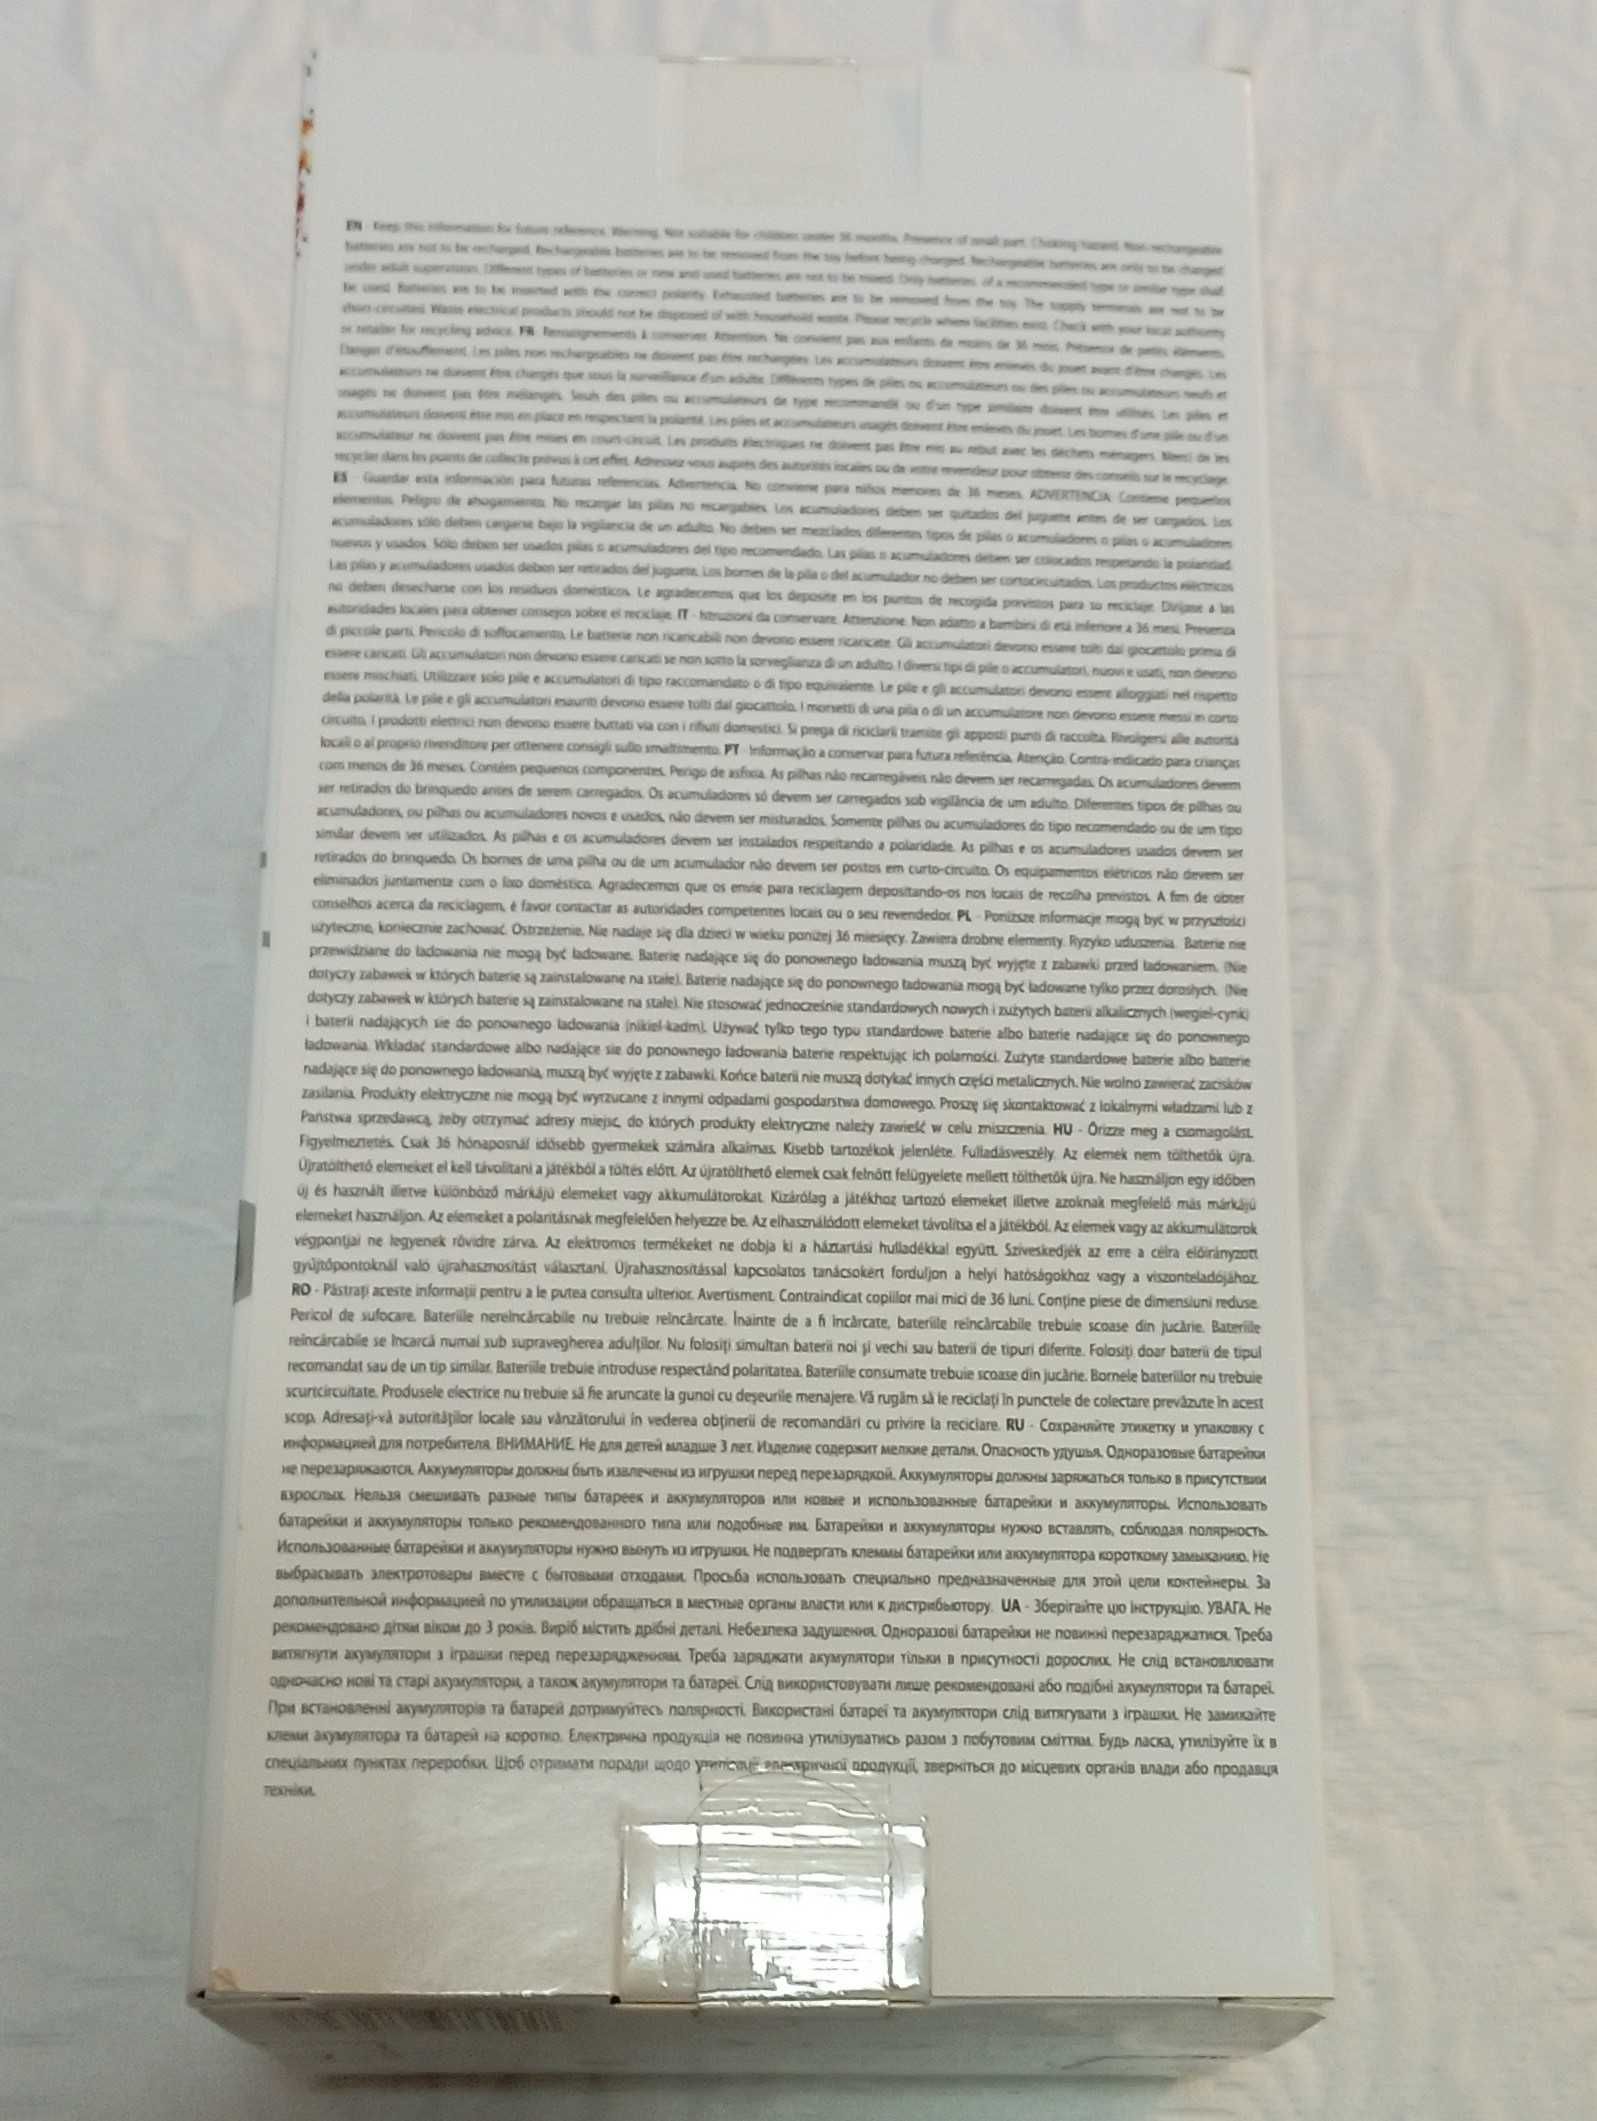 EN - Keep this information for future reference. Warning. Not suitable for children under 36 months. Presence of small part. Choking hazard. Non rechargeable
batteries are not to be recharged. Rechargeable batteries are to be removed from the toy before being charged. Rechargeable batteries are only to be charged
under adult supervision. Different types of batteries or new and used batteries are not to be mixed. Only batteries of a recommended type or similar type shall
be used. Batteries are to be inserted with the correct polarity. Exhausted batteries are to be removed from the toy. The supply terminals are not to be
short-circuited. Waste electrical products should not be disposed of with household waste. Please recycle where facilities exist. Check with your local authority
or retailer for recycling advice. FR - Renseignements à conserver. Attention. Ne convient pas aux enfants de moins de 36 mois. Présence de petits éléments.
Danger d'étouffement. Les piles non rechargeables ne doivent pas être rechargées. Les accumulateurs doivent être enlevés du jouet avant d'être chargés. Les
accumulateurs ne doivent être chargés que sous la surveillance d'un adulte. Différents types de piles ou accumulateurs ou des piles ou accumulateurs neufs et
usagés ne doivent pas être mélangés. Seuls des piles ou accumulateurs de type recommandé ou d'un type similaire doivent être utilisés. Les piles et
accumulateurs doivent être mis en place en respectant la polarité. Les piles et accumulateurs usagés doivent être enlevés du jouet. Les bornes d'une pile ou d'un
accumulateur ne doivent pas être mises en court-circuit. Les produits électriques ne doivent pas être mis au rebut avec les déchets ménagers. Merci de les
recycler dans les points de collecte prévus à cet effet. Adressez-vous auprès des autorités locales ou de votre revendeur pour obtenir des conseils sur le recyclage.
ES - Guardar esta información para futuras referencias. Advertencia. No conviene para niños menores de 36 meses. ADVERTENCIA. Contiene pequeños
elementos. Peligro de ahogamiento. No recargar las pilas no recargables. Los acumuladores deben ser quitados del juguete antes de ser cargados. Los
acumuladores sólo deben cargarse bajo la vigilancia de un adulto. No deben ser mezclados diferentes tipos de pilas o acumuladores o pilas o acumuladores
nuevos y usados. Sólo deben ser usados pilas o acumuladores del tipo recomendado. Las pilas o acumuladores deben ser colocados respetando la polaridad.
Las pilas y acumuladores usados deben ser retirados del juguete. Los bornes de la pila o del acumulador no deben ser cortocircuitados. Los productos eléctricos
no deben desecharse con los residuos domésticos. Le agradecemos que los deposite en los puntos de recogida previstos para su reciclaje. Diríjase a las
autoridades locales para obtener consejos sobre el reciclaje. IT - Istruzioni da conservare. Attenzione. Non adatto a bambini di età inferiore a 36 mesi. Presenza
di piccole parti. Pericolo di soffocamento. Le batterie non ricaricabili non devono essere ricaricate. Gli accumulatori devono essere tolti dal giocattolo prima di
essere caricati. Gli accumulatori non devono essere caricati se non sotto la sorveglianza di un adulto. I diversi tipi di pile o accumulatori, nuovi e usati, non devono
essere mischiati. Utilizzare solo pile e accumulatori di tipo raccomandato o di tipo equivalente. Le pile e gli accumulatori devono essere alloggiati nel rispetto
della polarità. Le pile e gli accumulatori esauriti devono essere tolti dal giocattolo. I morsetti di una pila o di un accumulatore non devono essere messi in corto
circuito. I prodotti elettrici non devono essere buttati via con i rifiuti domestici. Si prega di riciclarli tramite gli appositi punti di raccolta. Rivolgersi alle autorità
locali o al proprio rivenditore per ottenere consigli sullo smaltimento. PT - Informação a conservar para futura referência. Atenção. Contra-indicado para crianças
com menos de 36 meses. Contém pequenos componentes. Perigo de asfixia. As pilhas não recarregáveis não devem ser recarregadas. Os acumuladores devem
ser retirados do brinquedo antes de serem carregados. Os acumuladores só devem ser carregados sob vigilância de um adulto. Diferentes tipos de pilhas ou
acumuladores, ou pilhas ou acumuladores novos e usados, não devem ser misturados. Somente pilhas ou acumuladores do tipo recomendado ou de um tipo
similar devem ser utilizados. As pilhas e os acumuladores devem ser instalados respeitando a polaridade. As pilhas e os acumuladores usados devem ser
retirados do brinquedo. Os bornes de uma pilha ou de um acumulador não devem ser postos em curto-circuito. Os equipamentos elétricos não devem ser
eliminados juntamente com o lixo doméstico. Agradecemos que os envie para reciclagem depositando-os nos locais de recolha previstos. A fim de obter
conselhos acerca da reciclagem, é favor contactar as autoridades competentes locais ou o seu revendedor. PL - Poniższe informacje mogą być w przyszłości
użyteczne, koniecznie zachować. Ostrzeżenie. Nie nadaje się dla dzieci w wieku poniżej 36 miesięcy. Zawiera drobne elementy. Ryzyko uduszenia. Baterie nie
przewidziane do ładowania nie mogą być ładowane. Baterie nadające się do ponownego ładowania muszą być wyjęte z zabawki przed ładowaniem. (Nie
dotyczy zabawek w których baterie są zainstalowane na stałe). Baterie nadające się do ponownego ładowania mogą być ładowane tylko przez dorosłych. (Nie
dotyczy zabawek w których baterie są zainstalowane na stałe). Nie stosować jednocześnie standardowych nowych i zużytych baterii alkalicznych (węgiel-cynk)
i baterii nadających sie do ponownego ładowania (nikiel-kadm). Używać tylko tego typu standardowe baterie albo baterie nadające się do ponownego
ładowania. Wkładać standardowe albo nadające sie do ponownego ładowania baterie respektując ich polarności. Zużyte standardowe baterie albo baterie
nadające się do ponownego ładowania, muszą być wyjęte z zabawki. Końce baterii nie muszą dotykać innych części metalicznych. Nie wolno zawierać zacisków
zasilania. Produkty elektryczne nie mogą być wyrzucane z innymi odpadami gospodarstwa domowego. Proszę się skontaktować z lokalnymi władzami lub z
Państwa sprzedawcą, żeby otrzymać adresy miejsc, do których produkty elektryczne należy zawieść w celu zniszczenia. HU - Őrizze meg a csomagolást.
Figyelmeztetés. Csak 36 hónaposnál idősebb gyermekek számára alkalmas. Kisebb tartozékok jelenléte. Fulladásveszély. Az elemek nem tölthetők újra.
Újratölthető elemeket el kell távolítani a játékból a töltés előtt. Az újratölthető elemek csak felnőtt felügyelete mellett tölthetők újra. Ne használjon egy időben
új és használt illetve különböző márkájú elemeket vagy akkumulátorokat. Kizárólag a játékhoz tartozó elemeket illetve azoknak megfelelő más márkájú
elemeket használjon. Az elemeket a polaritásnak megfelelően helyezze be. Az elhasználódott elemeket távolítsa el a játékból. Az elemek vagy az akkumulátorok
végpontjai ne legyenek rövidre zárva. Az elektromos termékeket ne dobja ki a háztartási hulladékkal együtt. Szíveskedjék az erre a célra előirányzott
gyűjtőpontoknál való újrahasznosítást választani. Újrahasznosítással kapcsolatos tanácsokért forduljon a helyi hatóságokhoz vagy a viszonteladójához.
RO - Păstrați aceste informații pentru a le putea consulta ulterior. Avertisment. Contraindicat copiilor mai mici de 36 luni. Conține piese de dimensiuni reduse.
Pericol de sufocare. Bateriile nereîncărcabile nu trebuie reîncărcate. Înainte de a fi încărcate, bateriile reîncărcabile trebuie scoase din jucărie. Bateriile
reîncărcabile se încarcă numai sub supravegherea adulților. Nu folosiți simultan baterii noi și vechi sau baterii de tipuri diferite. Folosiți doar baterii de tipul
recomandat sau de un tip similar. Bateriile trebuie introduse respectând polaritatea. Bateriile consumate trebuie scoase din jucărie. Bornele bateriilor nu trebuie
scurtcircuitate. Produsele electrice nu trebuie să fie aruncate la gunoi cu deșeurile menajere. Vă rugăm să le reciclați în punctele de colectare prevăzute în acest
scop. Adresați-vă autorităților locale sau vânzătorului în vederea obținerii de recomandări cu privire la reciclare. RU - Сохраняйте этикетку и упаковку с
информацией для потребителя. ВНИМАНИЕ. Не для детей младше 3 лет. Изделие содержит мелкие детали. Опасность удушья. Одноразовые батарейки
не перезаряжаются. Аккумуляторы должны быть извлечены из игрушки перед перезарядкой. Аккумуляторы должны заряжаться только в присутствии
взрослых. Нельзя смешивать разные типы батареек и аккумуляторов или новые и использованные батарейки и аккумуляторы. Использовать
батарейки и аккумуляторы только рекомендованного типа или подобные им. Батарейки и аккумуляторы нужно вставлять, соблюдая полярность.
Использованные батарейки и аккумуляторы нужно вынуть из игрушки. Не подвергать клеммы батарейки или аккумулятора короткому замыканию. Не
выбрасывать электротовары вместе с бытовыми отходами. Просьба использовать специально предназначенные для этой цели контейнеры. За
дополнительной информацией по утилизации обращаться в местные органы власти или к дистрибьютору. UA - Зберігайте цю інструкцію. УВАГА. Не
рекомендовано дітям віком до 3 років. Виріб містить дрібні деталі. Небезпека задушення. Одноразові батарейки не повинні перезаряджатися. Треба
витягнути акумулятори з іграшки перед перезарядженням. Треба заряджати акумулятори тільки в присутності дорослих. Не слід встановлювати
одночасно нові та старі акумулятори, а також акумулятори та батареї. Слід використовувати лише рекомендовані або подібні акумулятори та батареї.
При встановленні акумуляторів та батарей дотримуйтесь полярності. Використані батареї та акумулятори слід витягувати з іграшки. Не замикайте
клеми акумулятора та батарей на коротко. Електрична продукція не повинна утилізуватись разом з побутовим сміттям. Будь ласка, утилізуйте їх в
спеціальних пунктах переробки. Щоб отримати поради щодо утилізації електричної продукції, зверніться до місцевих органів влади або продавця
техніки.